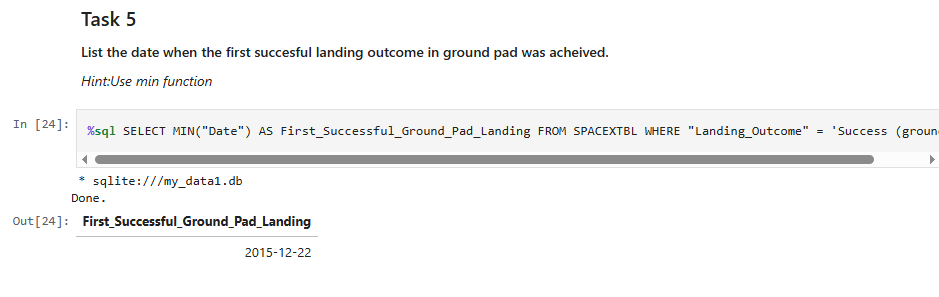 Task 5
List the date when the first succesful landing outcome in ground pad was acheived.
Hint:Use min function
In [24]: %sql SELECT MIN("Date") AS First_Successful_Ground_Pad_Landing FROM SPACEXTBL WHERE "Landing_Outcome" = 'Success (groun
* sqlite:///my_data1.db
Done.
Out[24]: First_Successful_Ground_Pad_Landing
2015-12-22